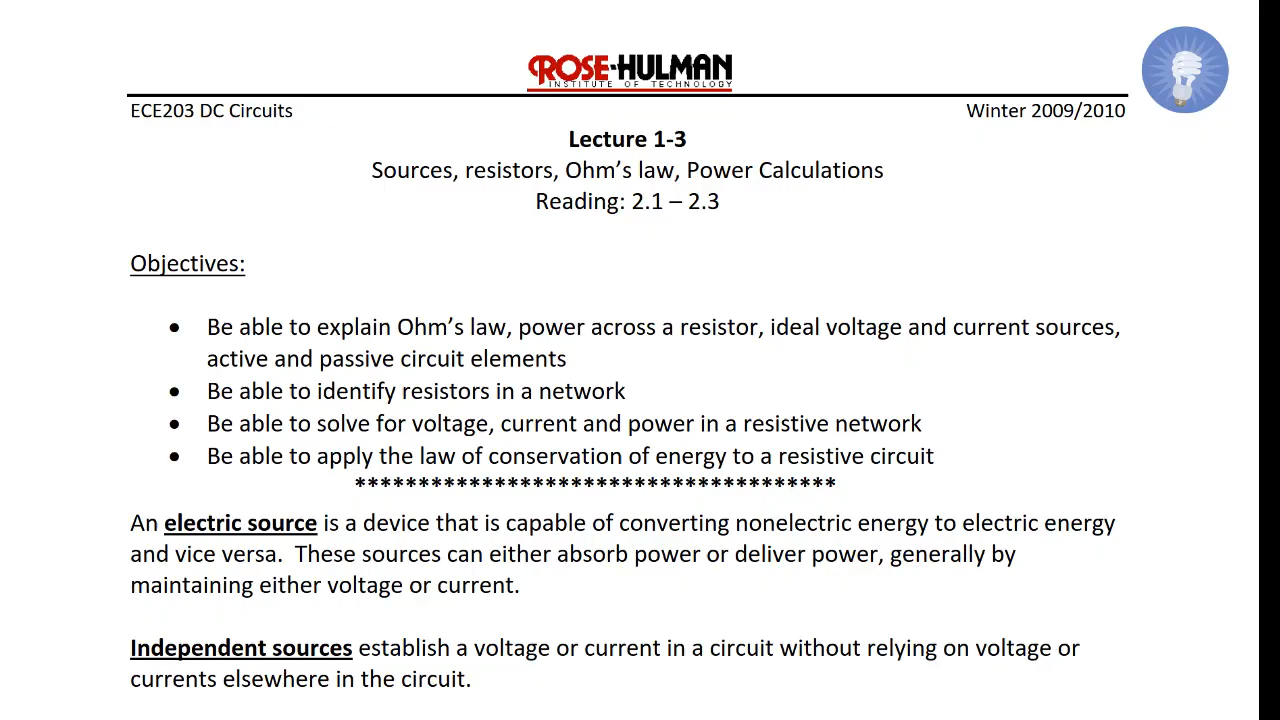 ROSE-HULMAN
INSTITUTE OF TECHNOLOGY
ECE203 DC Circuits Winter 2009/2010
Lecture 1-3
Sources, resistors, Ohm’s law, Power Calculations
Reading: 2.1 – 2.3
Objectives:
• Be able to explain Ohm’s law, power across a resistor, ideal voltage and current sources,
active and passive circuit elements
• Be able to identify resistors in a network
• Be able to solve for voltage, current and power in a resistive network
• Be able to apply the law of conservation of energy to a resistive circuit
**************************************
An electric source is a device that is capable of converting nonelectric energy to electric energy
and vice versa. These sources can either absorb power or deliver power, generally by
maintaining either voltage or current.
Independent sources establish a voltage or current in a circuit without relying on voltage or
currents elsewhere in the circuit.